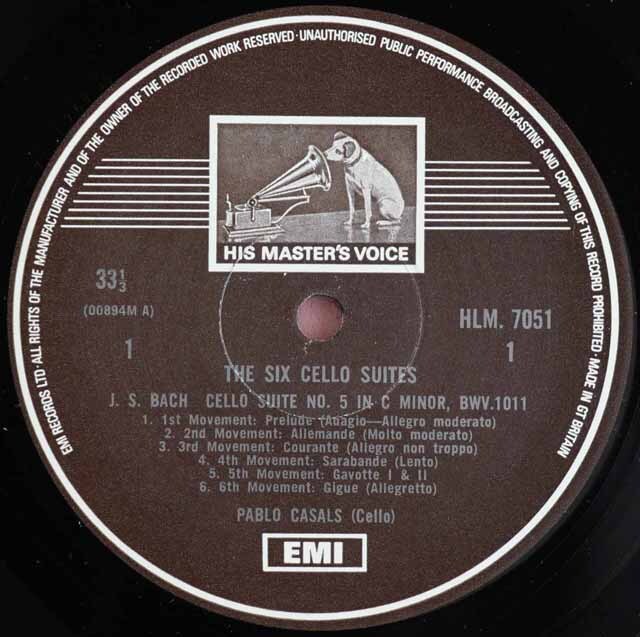 EMI RECORDS LTD·ALL RIGHTS OF THE MANUFACTURER AND OF THE OWNER OF THE RECORDED WORK RESERVED·UNAUTHORISED PUBLIC PERFORMANCE BROADCASTING AND COPYING OF THIS RECORD PROHIBITED·MADE IN GT BRITAIN
HIS MASTER'S VOICE
33⅓
(00894M A)
HLM. 7051
1
1
THE SIX CELLO SUITES
J. S. BACH CELLO SUITE NO. 5 IN C MINOR, BWV.1011
1. 1st Movement: Prelude (Adagio—Allegro moderato)
2. 2nd Movement: Allemande (Molto moderato)
3. 3rd Movement: Courante (Allegro non troppo)
4. 4th Movement: Sarabande (Lento)
5. 5th Movement: Gavotte I & II
6. 6th Movement: Gigue (Allegretto)
PABLO CASALS (Cello)
EMI